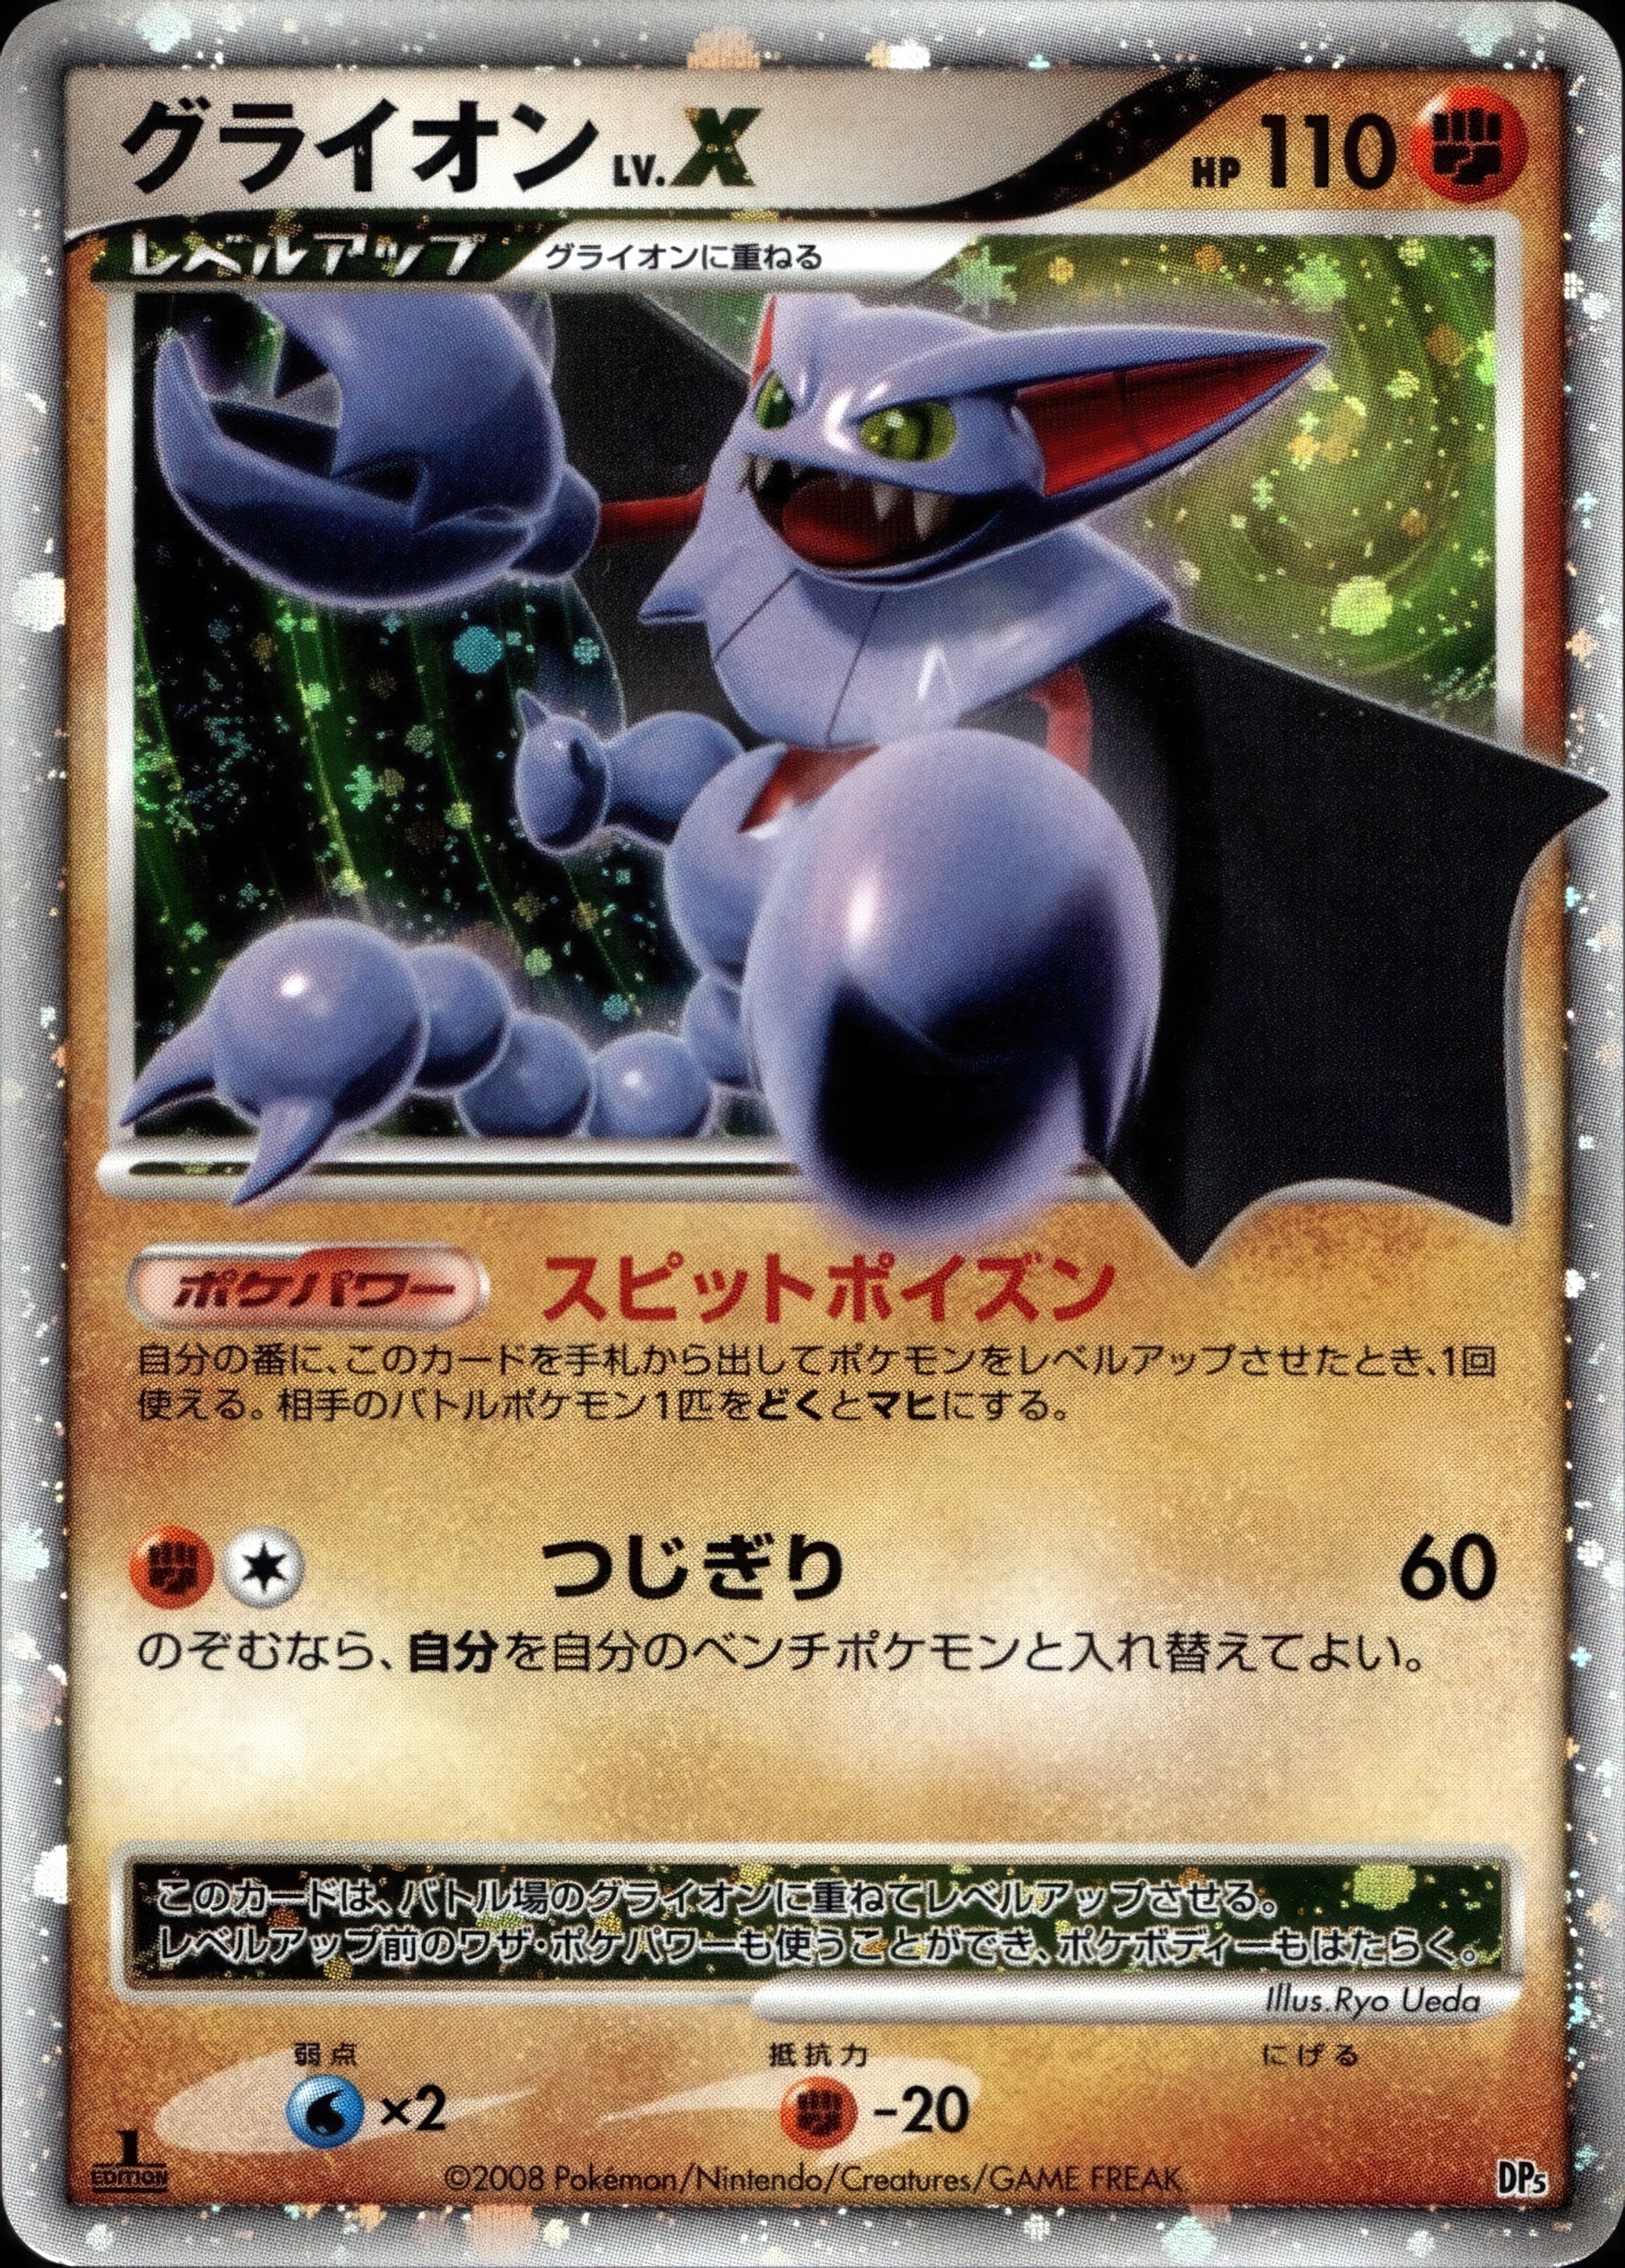 グライオン LV.X HP 110
レベルアップ グライオンに重ねる
ポケパワー スピットポイズン
自分の番に、このカードを手札から出してポケモンをレベルアップさせたとき、1回
使える。相手のバトルポケモン1匹をどくとマヒにする。
つじぎり 60
のぞむなら、自分を自分のベンチポケモンと入れ替えてよい。
このカードは、バトル場のグライオンに重ねてレベルアップさせる。
レベルアップ前のワザ・ポケパワーも使うことができ、ポケボディーもはたらく。
Illus.Ryo Ueda
弱点 抵抗力 にげる
×2 -20
1 EDITION
©2008 Pokémon/Nintendo/Creatures/GAME FREAK
DP5